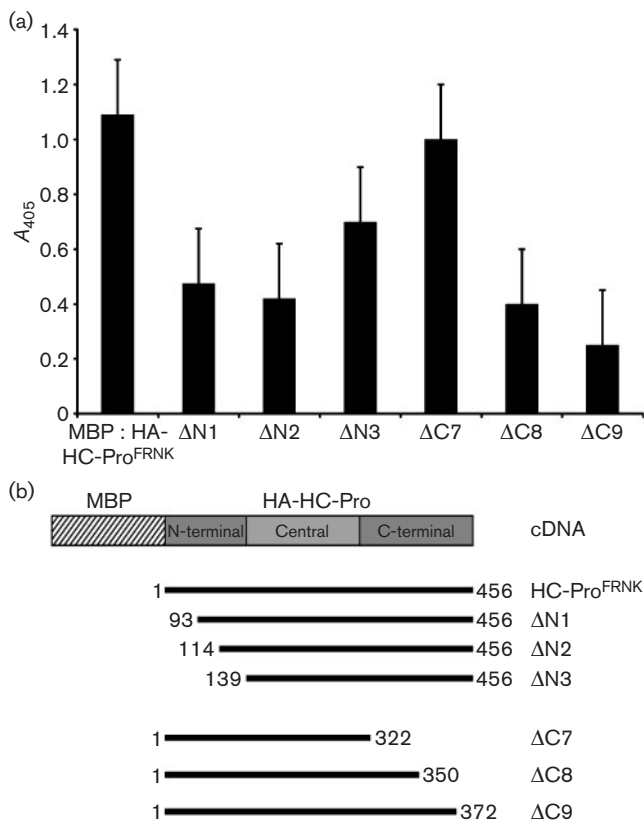 (a)
1.4
1.2
1.0
0.8
0.6
0.4
0.2
0
A405
MBP : HA-
HC-ProFRNK
ΔN1
ΔN2
ΔN3
ΔC7
ΔC8
ΔC9
(b)
MBP HA-HC-Pro
N-terminal Central C-terminal cDNA
1 456 HC-ProFRNK
93 456 ΔN1
114 456 ΔN2
139 456 ΔN3
1 322 ΔC7
1 350 ΔC8
1 372 ΔC9